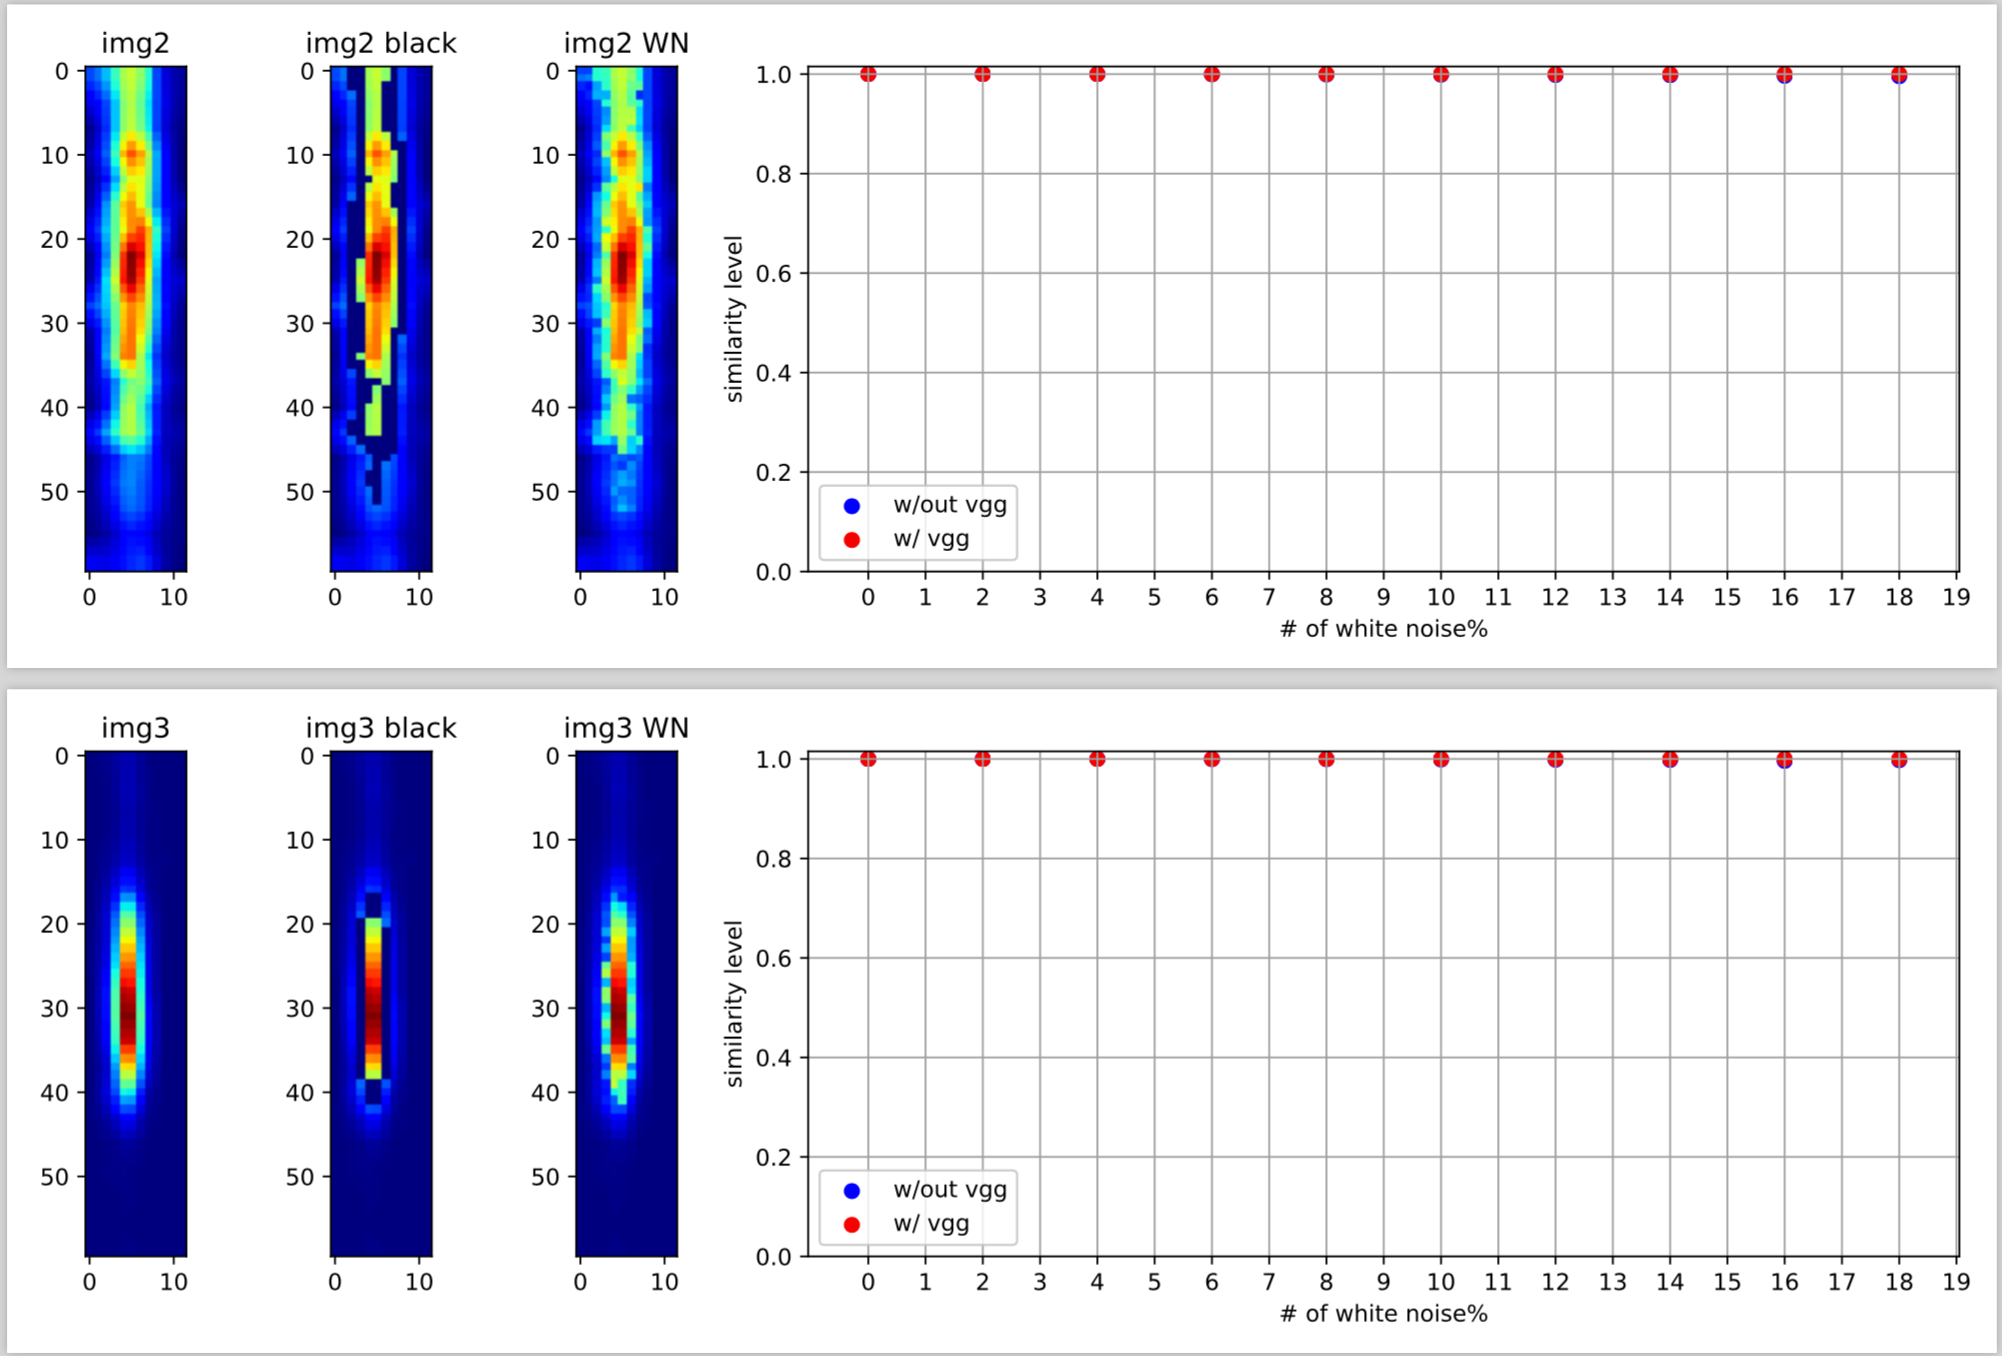 img2 img2 black img2 WN
0 10 20 30 40 50
0 10
0 10 20 30 40 50
0 10
0 10 20 30 40 50
0 10
similarity level
1.0
0.8
0.6
0.4
0.2
0.0
w/out vgg
w/ vgg
0 1 2 3 4 5 6 7 8 9 10 11 12 13 14 15 16 17 18 19
# of white noise%
img3 img3 black img3 WN
0 10 20 30 40 50
0 10
0 10 20 30 40 50
0 10
0 10 20 30 40 50
0 10
similarity level
1.0
0.8
0.6
0.4
0.2
0.0
w/out vgg
w/ vgg
0 1 2 3 4 5 6 7 8 9 10 11 12 13 14 15 16 17 18 19
# of white noise%